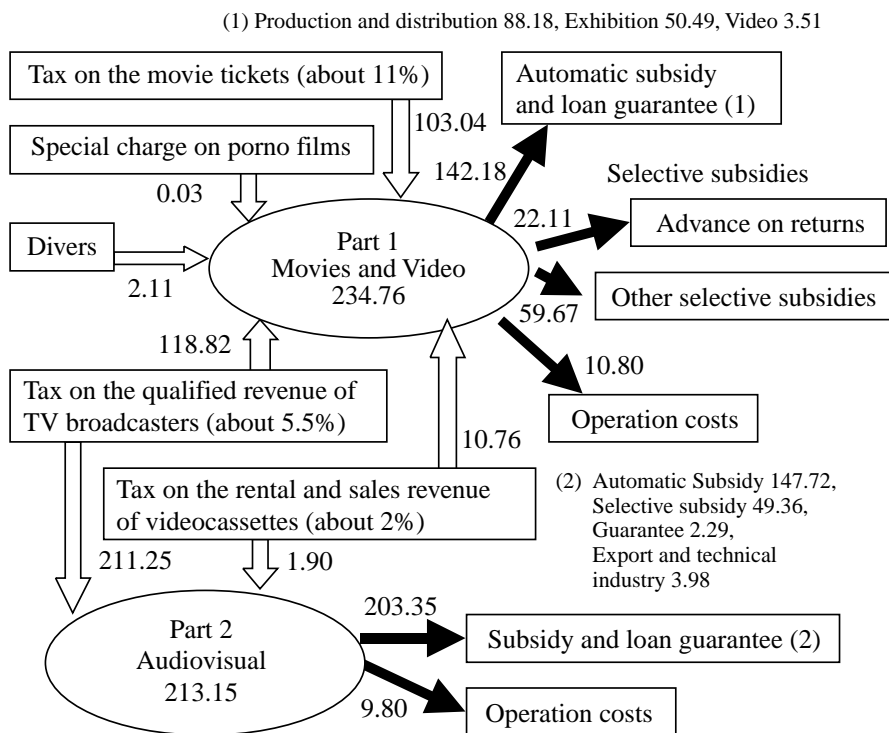 (1) Production and distribution 88.18, Exhibition 50.49, Video 3.51
Tax on the movie tickets (about 11%)
103.04
Automatic subsidy
and loan guarantee (1)
142.18
Special charge on porno films
0.03
Selective subsidies
22.11
Advance on returns
Divers
2.11
Part 1
Movies and Video
234.76
Other selective subsidies
59.67
118.82
10.80
Tax on the qualified revenue of
TV broadcasters (about 5.5%)
10.76
Operation costs
Tax on the rental and sales revenue
of videocassettes (about 2%)
(2) Automatic Subsidy 147.72,
Selective subsidy 49.36,
Guarantee 2.29,
Export and technical
industry 3.98
211.25
1.90
Part 2
Audiovisual
213.15
203.35
Subsidy and loan guarantee (2)
9.80
Operation costs